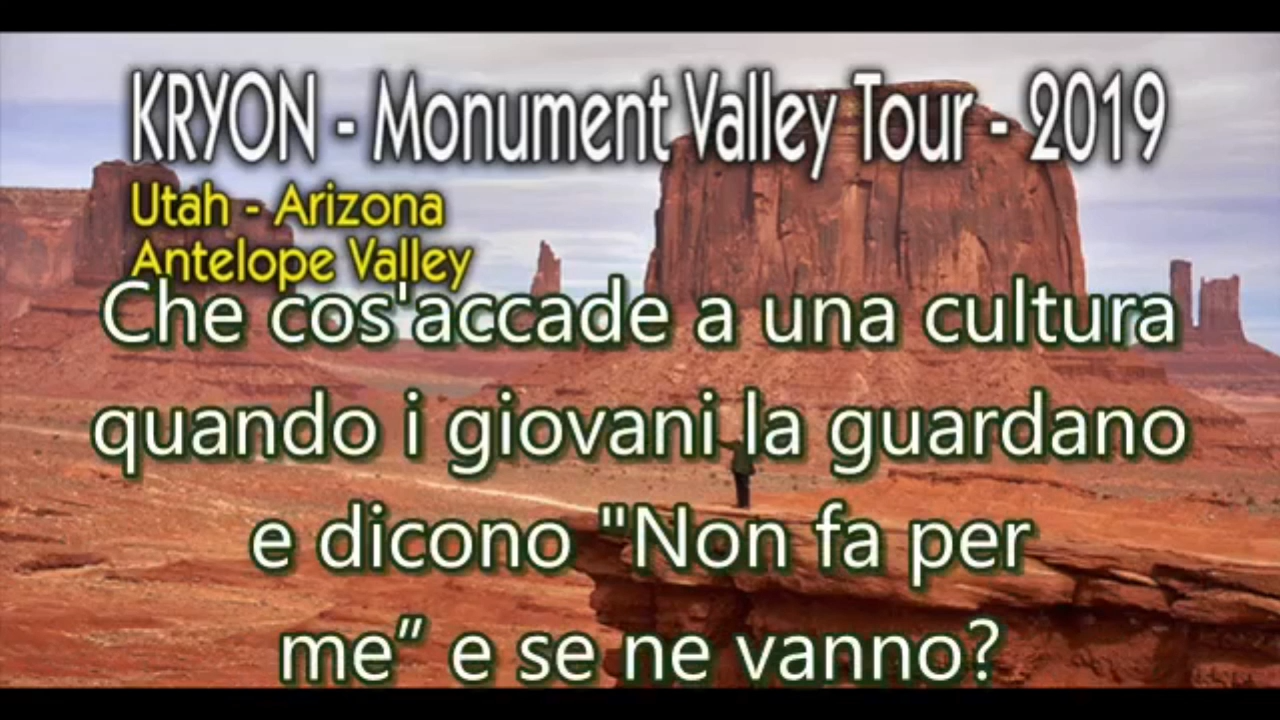 KRYON - Monument Valley Tour - 2019
Utah - Arizona
Antelope Valley
Che cos'accade a una cultura
quando i giovani la guardano
e dicono "Non fa per
me” e se ne vanno?